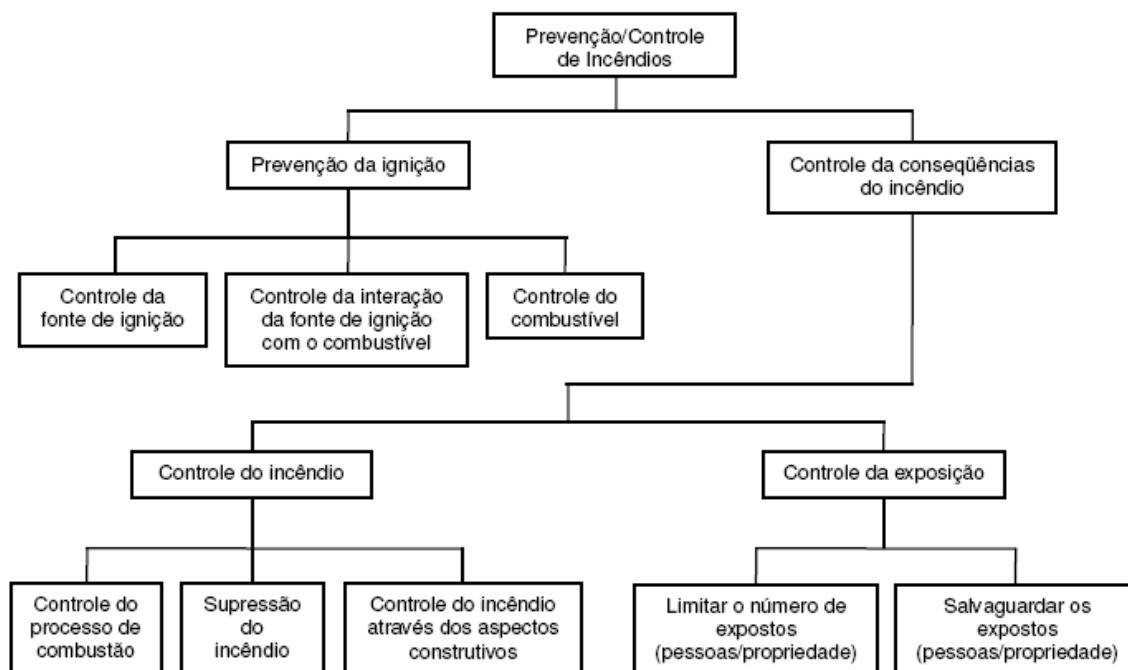 Prevenção/Controle
de Incêndios
Prevenção da ignição
Controle da conseqüências
do incêndio
Controle da
fonte de ignição
Controle da interação
da fonte de ignição
com o combustível
Controle do
combustível
Controle do incêndio
Controle da exposição
Controle do
processo de
combustão
Supressão
do
incêndio
Controle do incêndio
através dos aspectos
construtivos
Limitar o número de
expostos
(pessoas/propriedade)
Salvaguardar os
expostos
(pessoas/propriedade)